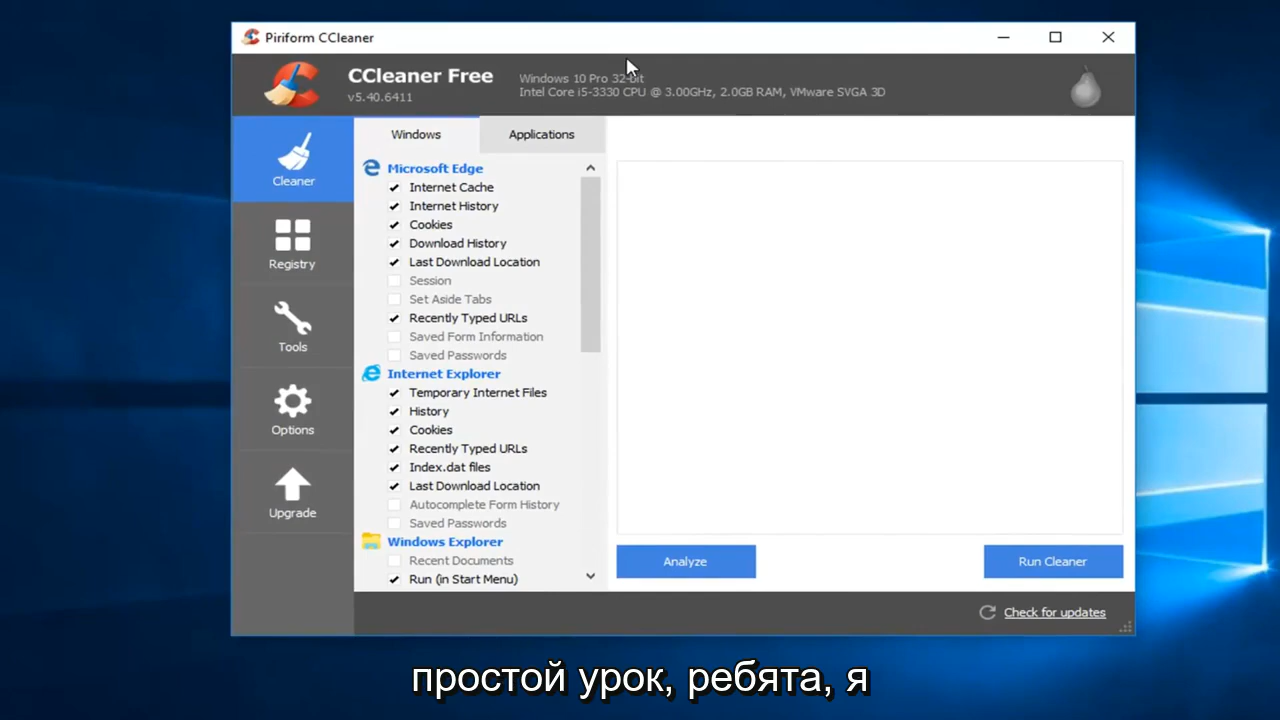 Piriform CCleaner
CCleaner Free
v5.40.6411
Windows 10 Pro 32-bit
Intel Core i5-3330 CPU @ 3.00GHz, 2.0GB RAM, VMware SVGA 3D
Cleaner
Registry
Tools
Options
Upgrade
Windows
Applications
Microsoft Edge
Internet Cache
Internet History
Cookies
Download History
Last Download Location
Session
Set Aside Tabs
Recently Typed URLs
Saved Form Information
Saved Passwords
Internet Explorer
Temporary Internet Files
History
Cookies
Recently Typed URLs
Index.dat files
Last Download Location
Autocomplete Form History
Saved Passwords
Windows Explorer
Recent Documents
Run (in Start Menu)
Analyze
Run Cleaner
Check for updates
простой урок, ребята, я